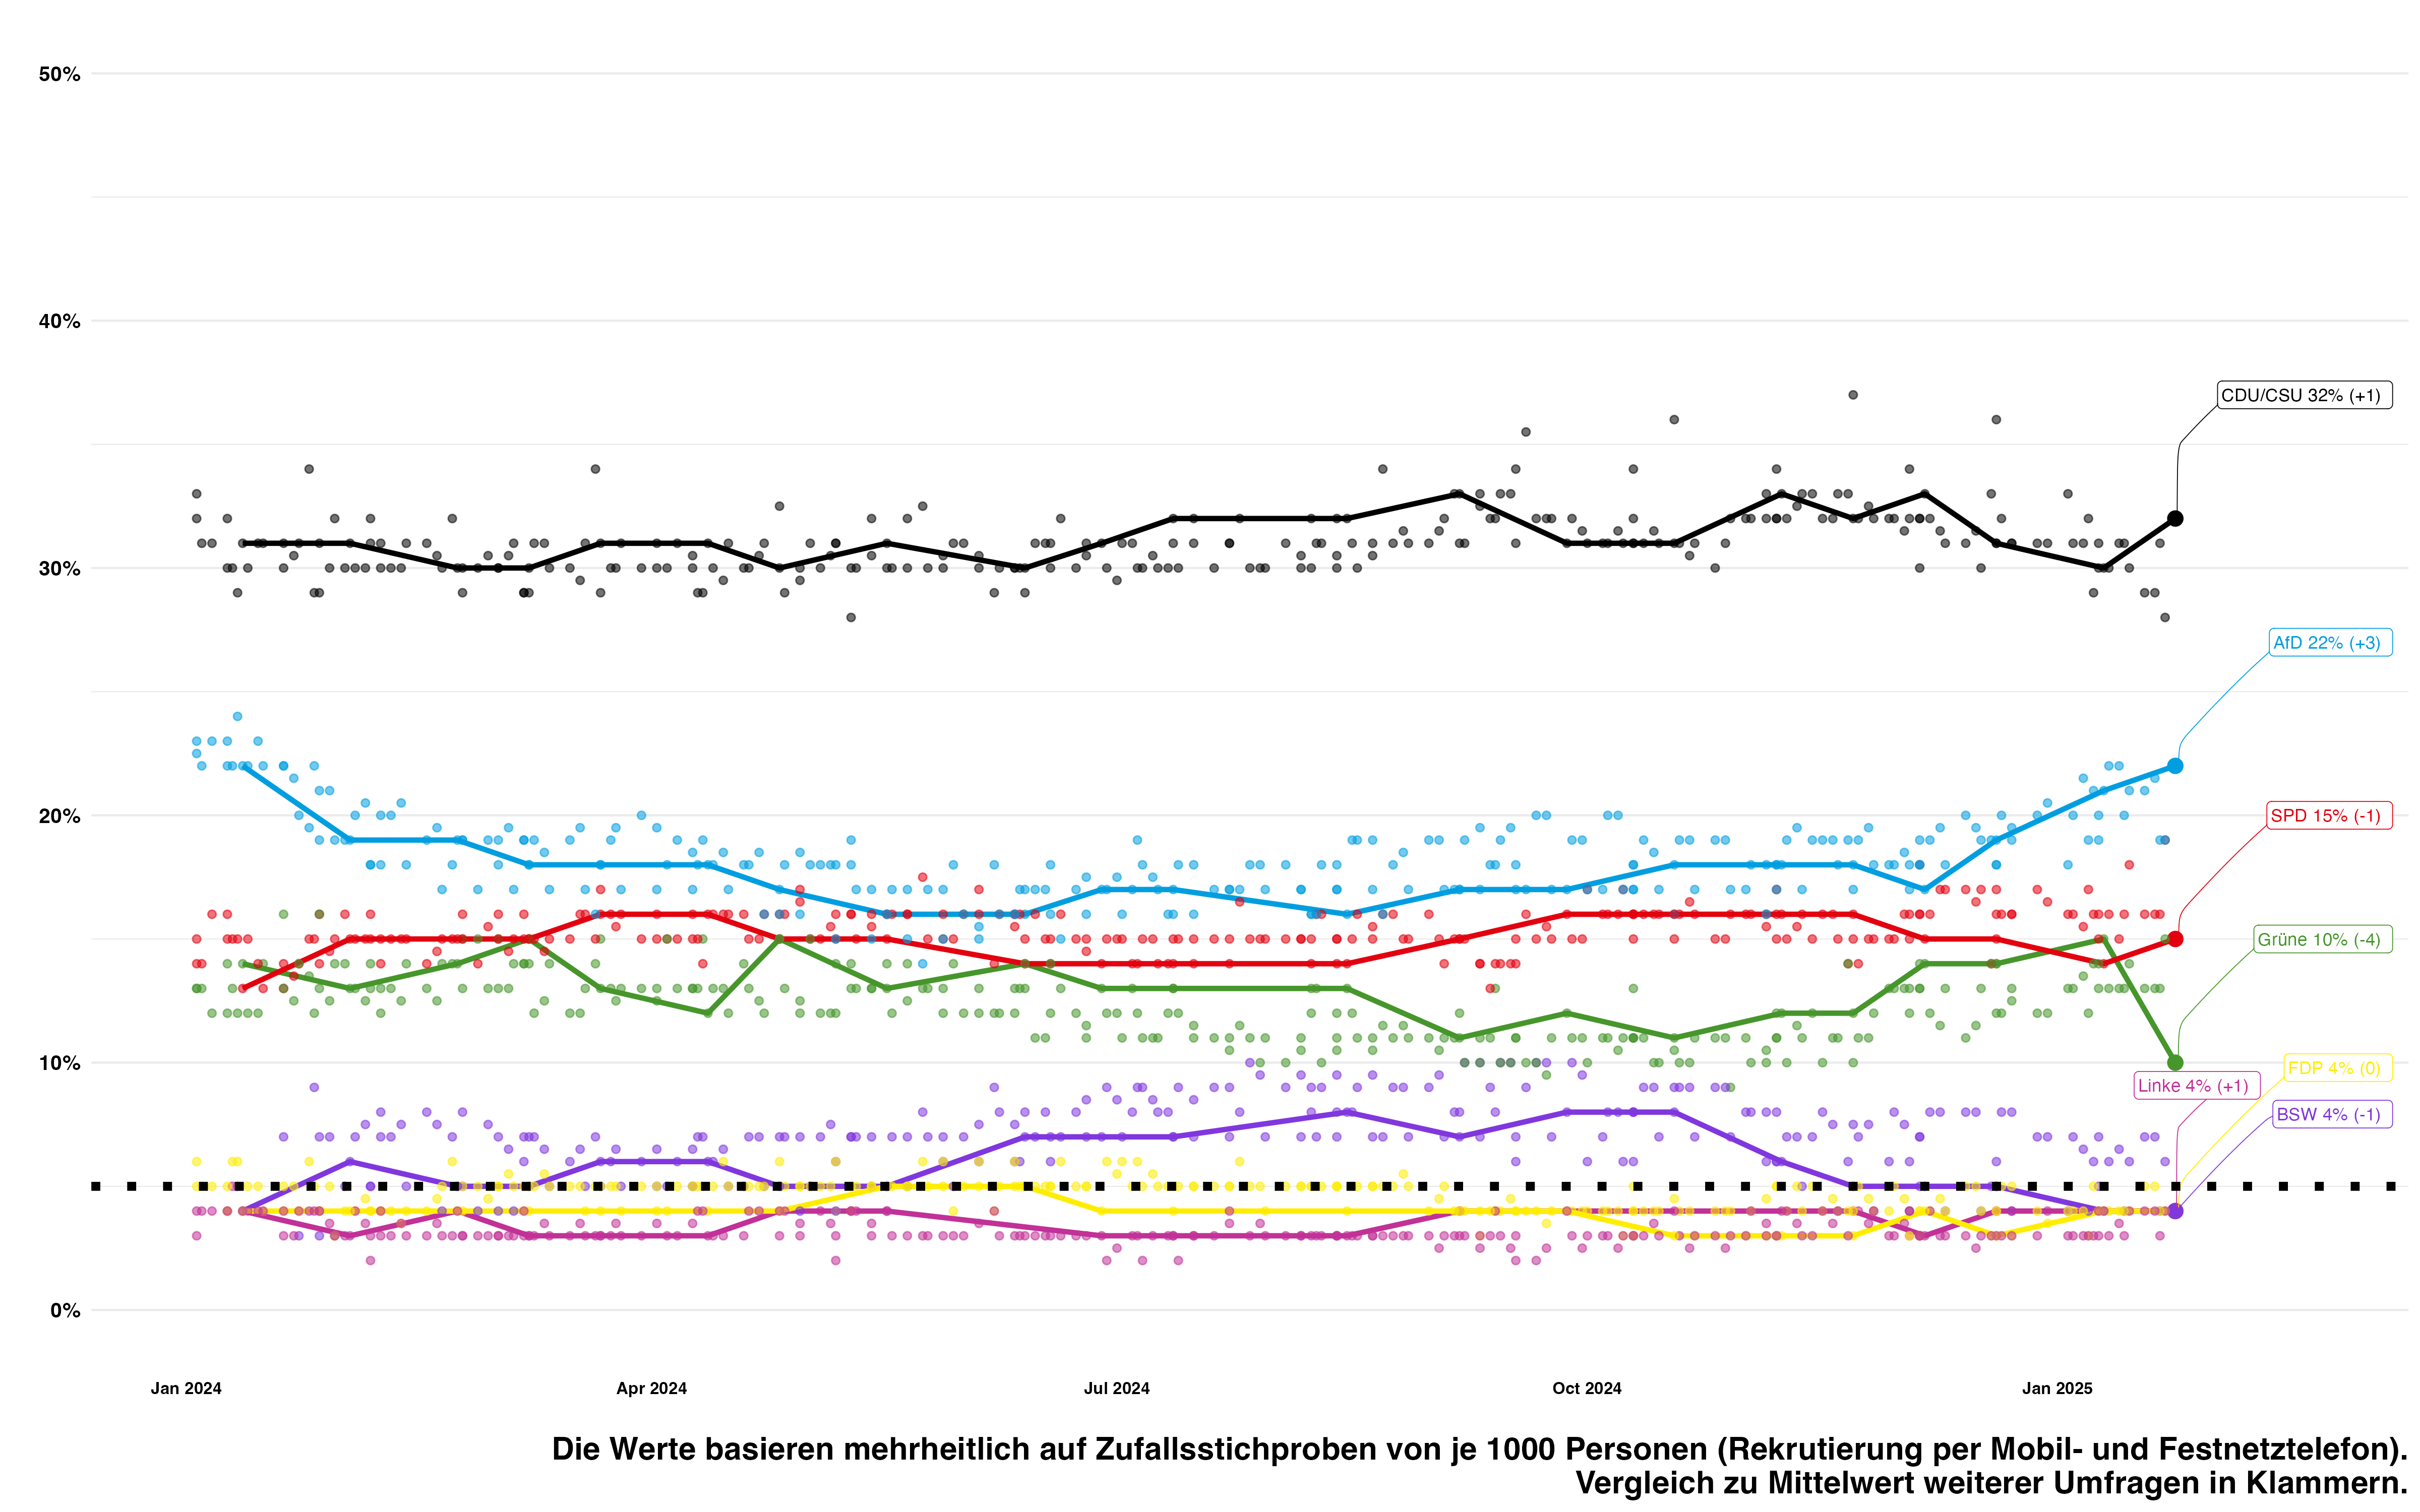 50%
40%
CDU/CSU 32% (+1)
30%
AfD 22% (+3)
20%
SPD 15% (-1)
Grüne 10% (-4)
10%
FDP 4% (0)
Linke 4% (+1)
BSW 4% (-1)
0%
Jan 2024
Apr 2024
Jul 2024
Oct 2024
Jan 2025
Die Werte basieren mehrheitlich auf Zufallsstichproben von je 1000 Personen (Rekrutierung per Mobil- und Festnetztelefon).
Vergleich zu Mittelwert weiterer Umfragen in Klammern.